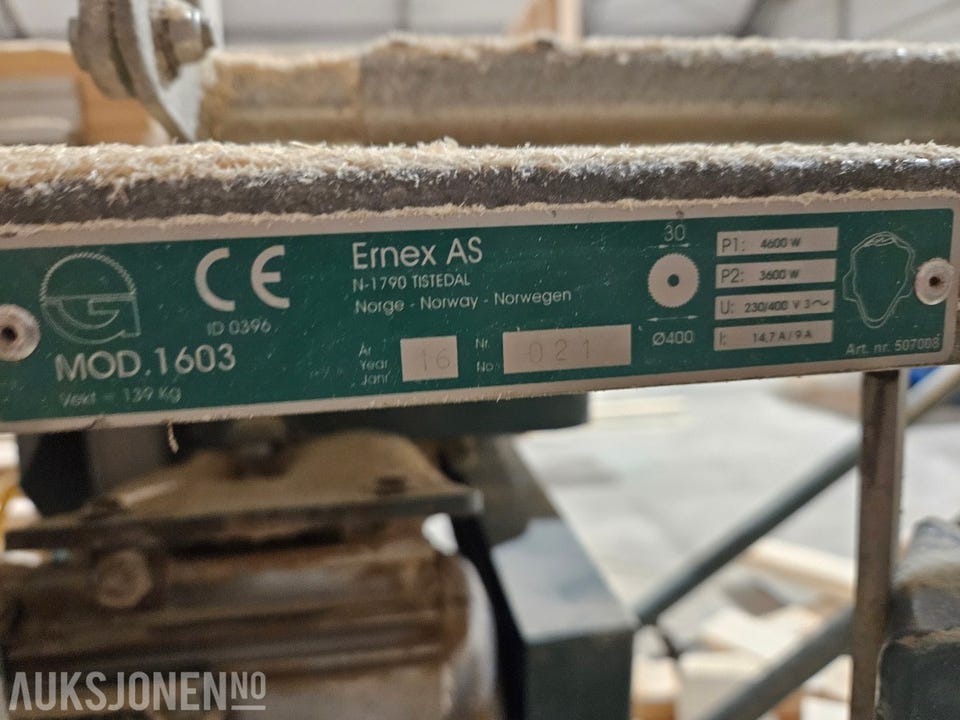 CE
ID 0396
MOD.1603
Vekt = 139 Kg
Ernex AS
N-1790 TISTEDAL
Norge - Norway - Norwegen
År
Year
Jahr
16
Nr.
No
021
30
Ø400
P1: 4600 W
P2: 3600 W
U: 230/400 V 3~
I: 14,7 A / 9 A
Art. nr. 507008
AUKSJONEN.NO